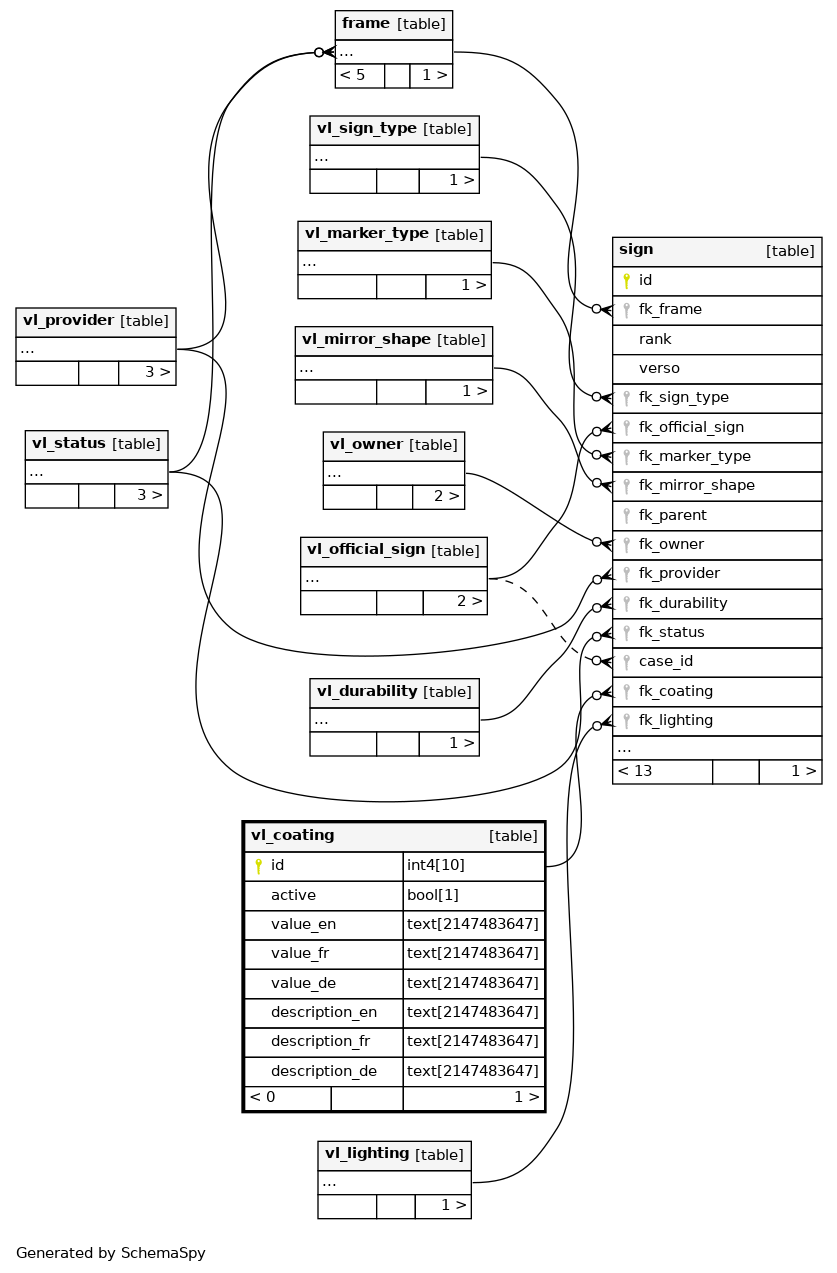 frame [table]
...
< 5 1 >
vl_sign_type [table]
...
1 >
vl_marker_type [table]
...
1 >
vl_provider [table]
...
3 >
vl_mirror_shape [table]
...
1 >
vl_status [table]
...
3 >
vl_owner [table]
...
2 >
vl_official_sign [table]
...
2 >
vl_durability [table]
...
1 >
sign [table]
id
fk_frame
rank
verso
fk_sign_type
fk_official_sign
fk_marker_type
fk_mirror_shape
fk_parent
fk_owner
fk_provider
fk_durability
fk_status
case_id
fk_coating
fk_lighting
...
< 13 1 >
vl_coating [table]
id int4[10]
active bool[1]
value_en text[2147483647]
value_fr text[2147483647]
value_de text[2147483647]
description_en text[2147483647]
description_fr text[2147483647]
description_de text[2147483647]
< 0 1 >
vl_lighting [table]
...
1 >
Generated by SchemaSpy